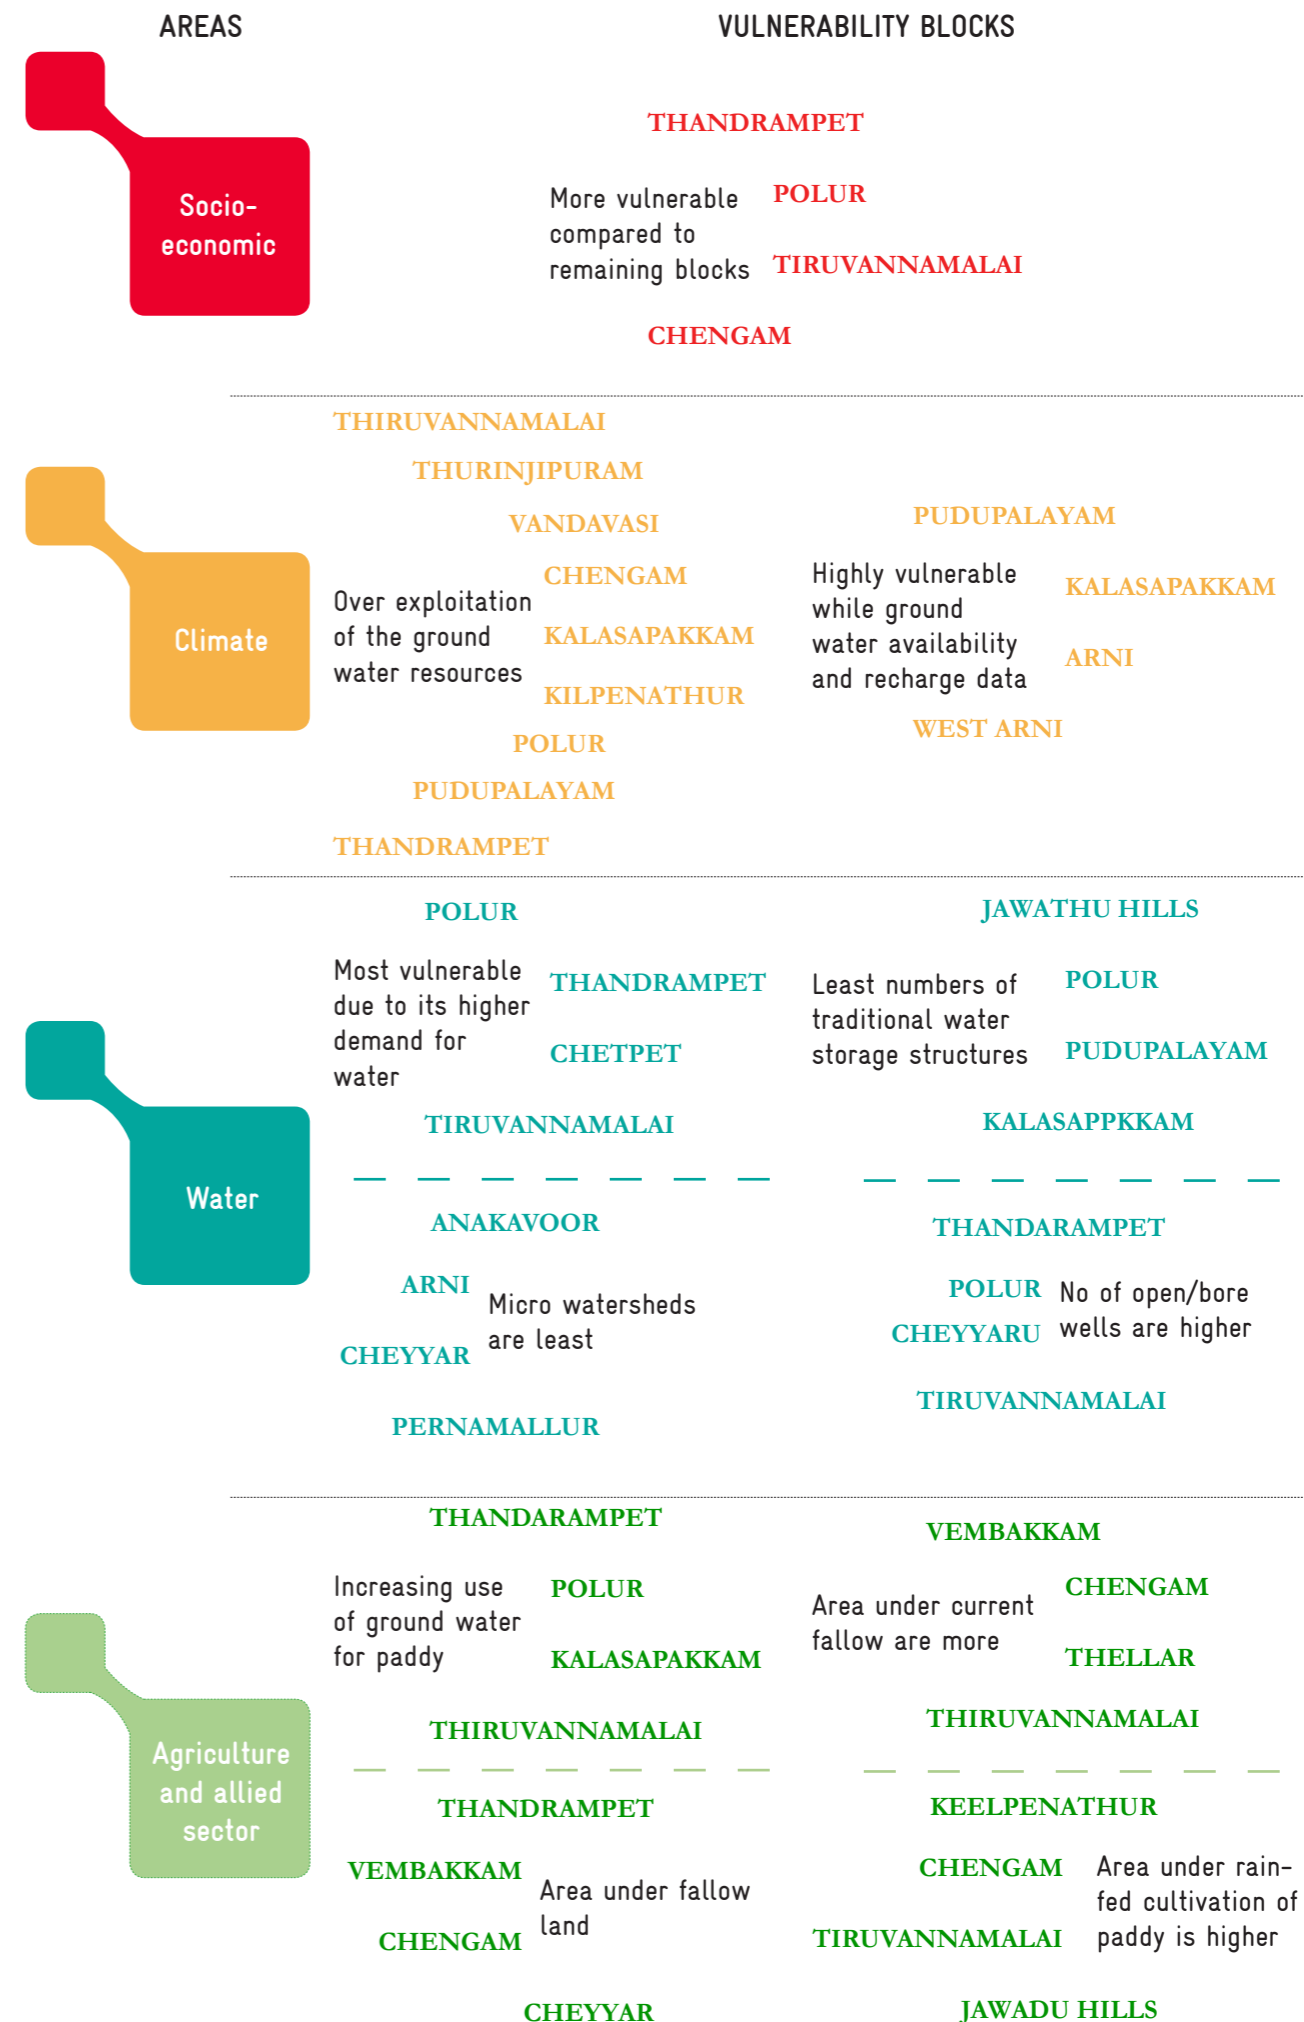 AREAS
VULNERABILITY BLOCKS
Socio-
economic
THANDRAMPET
More vulnerable
compared to
remaining blocks
POLUR
TIRUVANNAMALAI
CHENGAM
Climate
THIRUVANNAMALAI
THURINJIPURAM
VANDAVASI
Over exploitation
of the ground
water resources
CHENGAM
KALASAPAKKAM
KILPENATHUR
POLUR
PUDUPALAYAM
THANDRAMPET
PUDUPALAYAM
Highly vulnerable
while ground
water availability
and recharge data
KALASAPAKKAM
ARNI
WEST ARNI
Water
POLUR
Most vulnerable
due to its higher
demand for
water
THANDRAMPET
CHETPET
TIRUVANNAMALAI
JAWATHU HILLS
Least numbers of
traditional water
storage structures
POLUR
PUDUPALAYAM
KALASAPPKKAM
ANAKAVOOR
ARNI
CHEYYAR
Micro watersheds
are least
PERNAMALLUR
THANDARAMPET
POLUR
CHEYYARU
No of open/bore
wells are higher
TIRUVANNAMALAI
Agriculture
and allied
sector
THANDARAMPET
Increasing use
of ground water
for paddy
POLUR
KALASAPAKKAM
THIRUVANNAMALAI
VEMBAKKAM
Area under current
fallow are more
CHENGAM
THELLAR
THIRUVANNAMALAI
THANDRAMPET
VEMBAKKAM
CHENGAM
Area under fallow
land
CHEYYAR
KEELPENATHUR
CHENGAM
TIRUVANNAMALAI
Area under rain-
fed cultivation of
paddy is higher
JAWADU HILLS